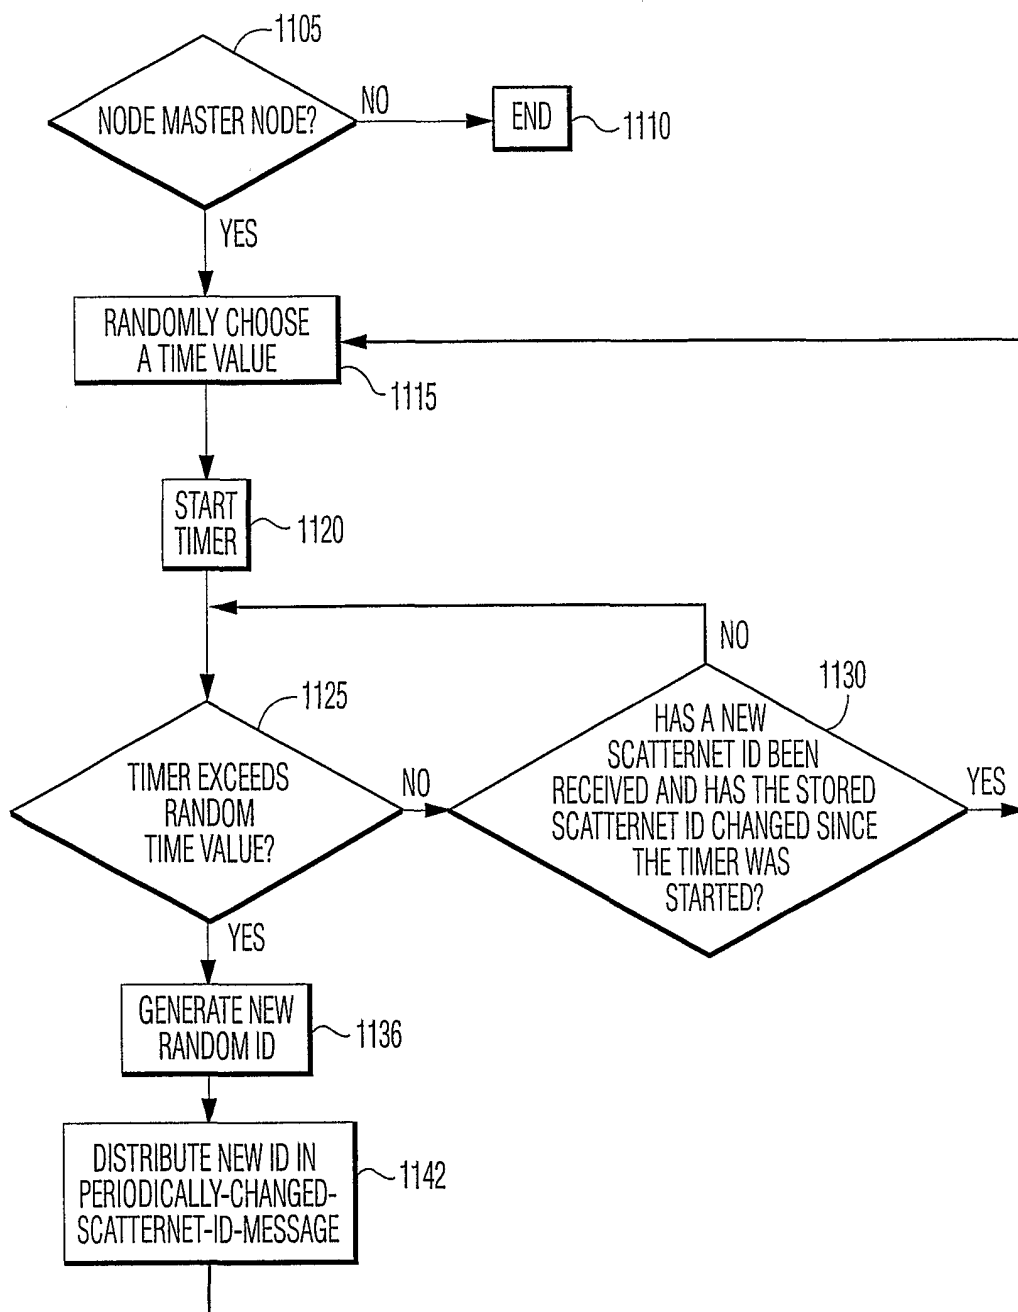 1105
NODE MASTER NODE?
NO
END
1110
YES
RANDOMLY CHOOSE
A TIME VALUE
1115
START
TIMER
1120
NO
1125
1130
TIMER EXCEEDS
RANDOM
TIME VALUE?
NO
HAS A NEW
SCATTERNET ID BEEN
RECEIVED AND HAS THE STORED
SCATTERNET ID CHANGED SINCE
THE TIMER WAS
STARTED?
YES
YES
GENERATE NEW
RANDOM ID
1136
DISTRIBUTE NEW ID IN
PERIODICALLY-CHANGED-
SCATTERNET-ID-MESSAGE
1142